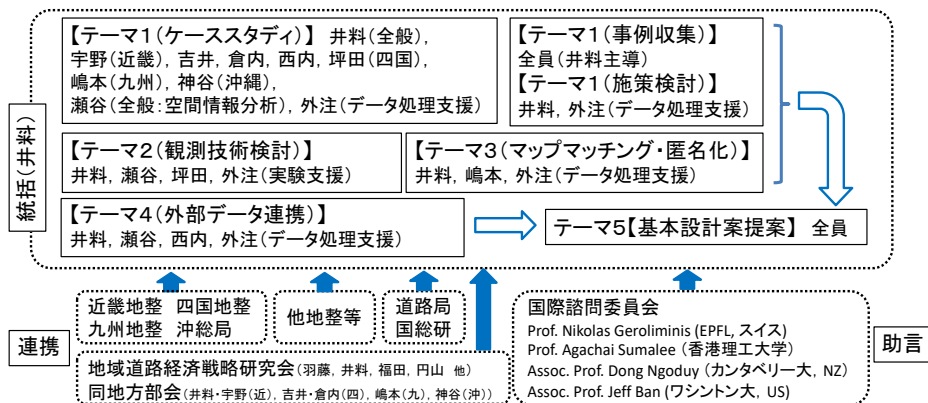 統括(井料)
【テーマ1(ケーススタディ)】 井料(全般),
宇野(近畿), 吉井, 倉内, 西内, 坪田(四国),
嶋本(九州), 神谷(沖縄),
瀬谷(全般:空間情報分析), 外注(データ処理支援)
【テーマ1(事例収集)】
全員(井料主導)
【テーマ1(施策検討)】
井料, 外注(データ処理支援)
【テーマ2(観測技術検討)】
井料, 瀬谷, 坪田, 外注(実験支援)
【テーマ3(マップマッチング・匿名化)】
井料, 嶋本, 外注(データ処理支援)
【テーマ4(外部データ連携)】
井料, 瀬谷, 西内, 外注(データ処理支援)
テーマ5【基本設計案提案】 全員
連携
近畿地整 四国地整
九州地整 沖総局
他地整等
道路局
国総研
地域道路経済戦略研究会(羽藤, 井料, 福田, 円山 他)
同地方部会(井料・宇野(近), 吉井・倉内(四), 嶋本(九), 神谷(沖))
国際諮問委員会
Prof. Nikolas Geroliminis (EPFL, スイス)
Prof. Agachai Sumalee (香港理工大学)
Assoc. Prof. Dong Ngoduy (カンタベリー大, NZ)
Assoc. Prof. Jeff Ban (ワシントン大, US)
助言